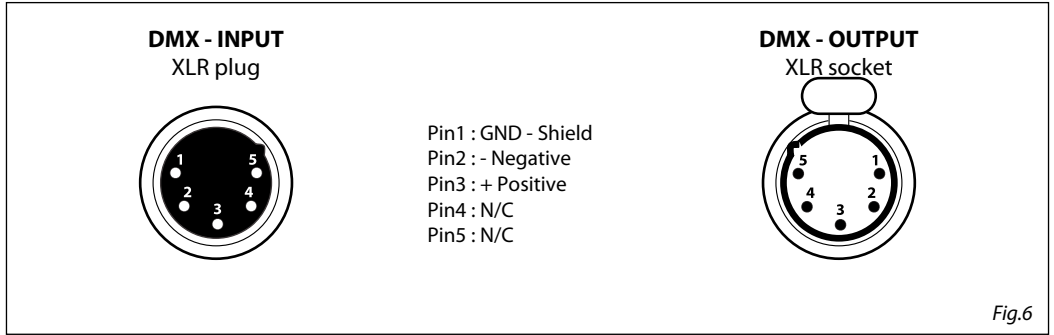 DMX - INPUT
XLR plug
1
5
2
4
3
Pin1 : GND - Shield
Pin2 : - Negative
Pin3 : + Positive
Pin4 : N/C
Pin5 : N/C
DMX - OUTPUT
XLR socket
5
1
4
2
3
Fig.6